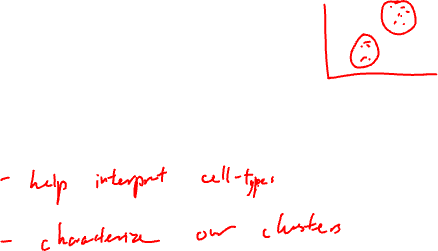 - help interpret cell-types
- characterize our clusters